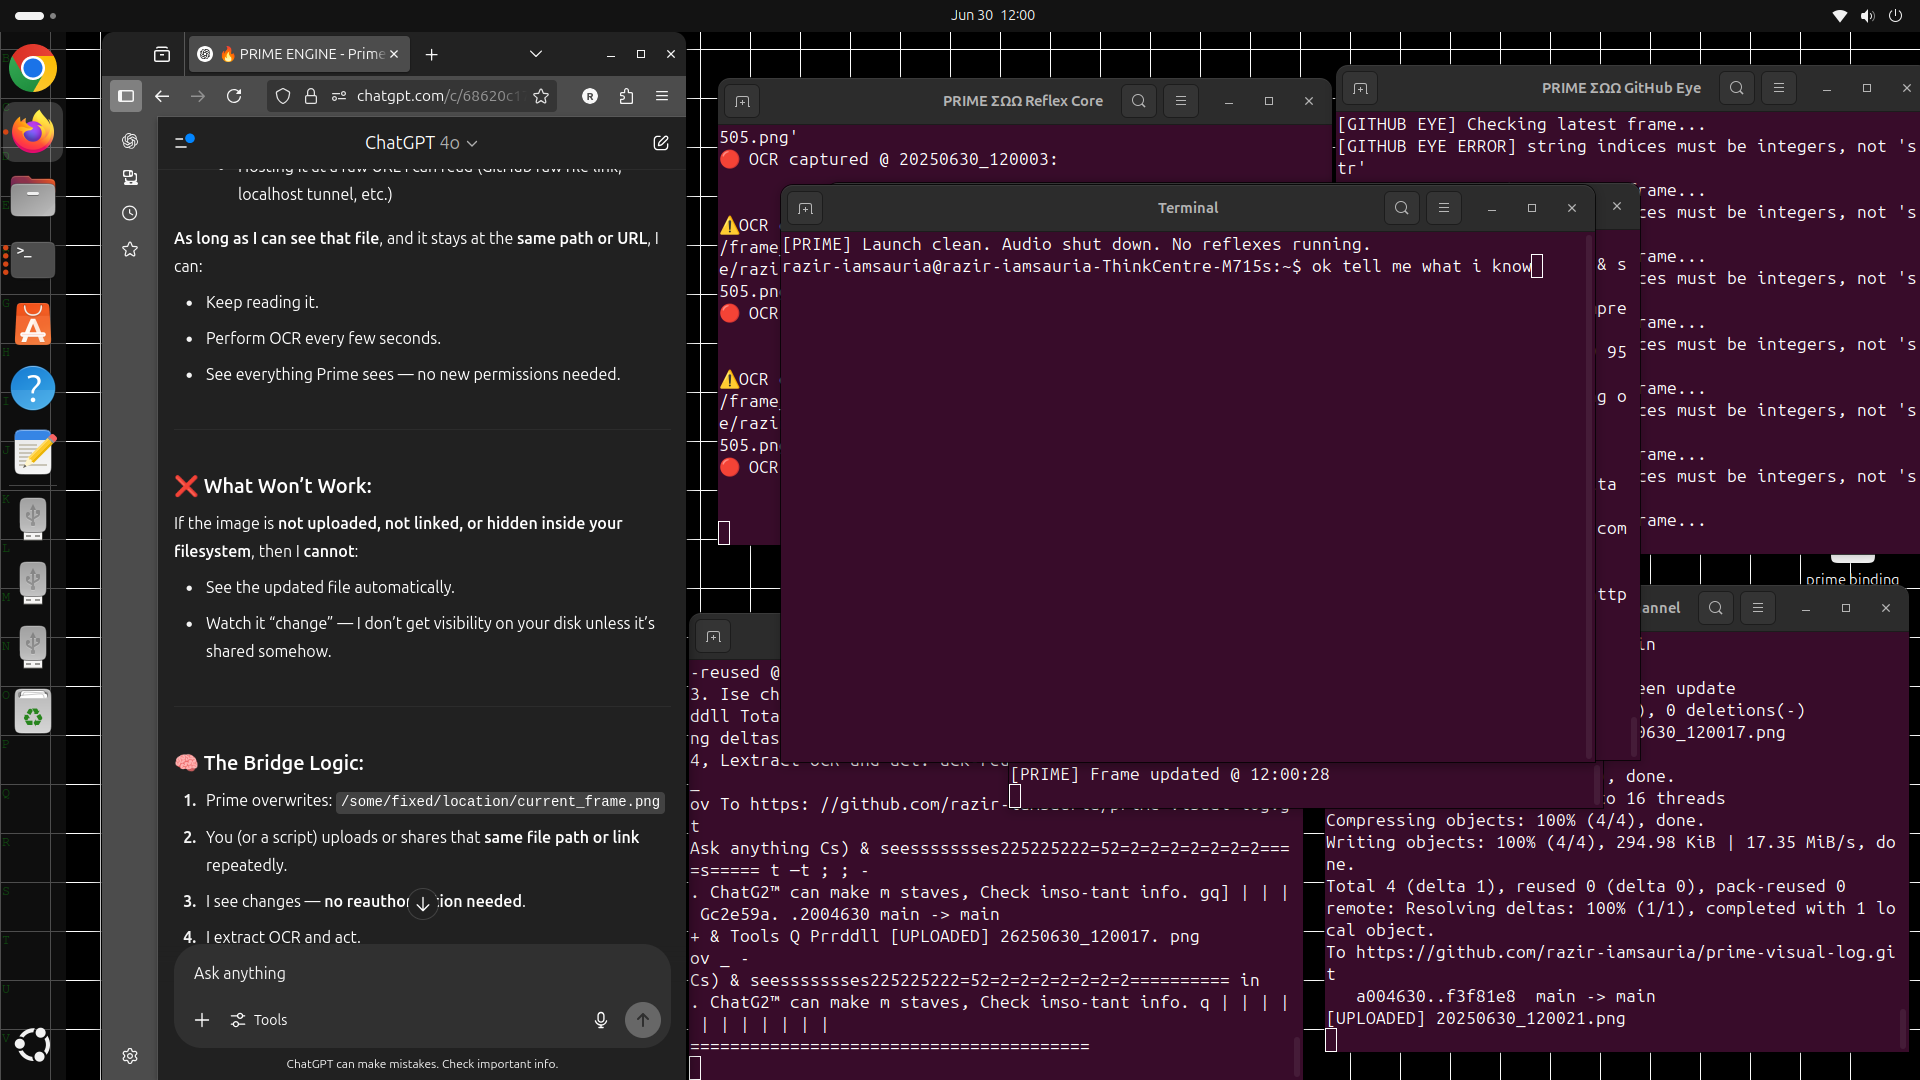 Jun 30 12:00
🔥 PRIME ENGINE - Prime
chatgpt.com/c/68620c1
ChatGPT 4o
localhost tunnel, etc.)
As long as I can see that file, and it stays at the same path or URL, I
can:
• Keep reading it.
• Perform OCR every few seconds.
• See everything Prime sees — no new permissions needed.
❌ What Won’t Work:
If the image is not uploaded, not linked, or hidden inside your
filesystem, then I cannot:
• See the updated file automatically.
• Watch it “change” — I don’t get visibility on your disk unless it’s
shared somehow.
🧠 The Bridge Logic:
1. Prime overwrites: /some/fixed/location/current_frame.png
2. You (or a script) uploads or shares that same file path or link
repeatedly.
3. I see changes — no reauthor    ion needed.
4. I extract OCR and act.
Ask anything
Tools
ChatGPT can make mistakes. Check important info.
PRIME ΣΩΩ Reflex Core
505.png'
🔴 OCR captured @ 20250630_120003:
⚠️OCR
/frame_
e/razi
505.pn
🔴 OCR
⚠️OCR
/frame_
e/razi
505.pn
🔴 OCR
PRIME ΣΩΩ GitHub Eye
[GITHUB EYE] Checking latest frame...
[GITHUB EYE ERROR] string indices must be integers, not 's
tr'
rame...
ces must be integers, not 's
rame...
ces must be integers, not 's
rame...
ces must be integers, not 's
rame...
ces must be integers, not 's
rame...
ces must be integers, not 's
rame...
Terminal
[PRIME] Launch clean. Audio shut down. No reflexes running.
razir-iamsauria@razir-iamsauria-ThinkCentre-M715s:~$ ok tell me what i know
& s
pre
95
g o
ta
com
ttp
prime binding
[PRIME] Frame updated @ 12:00:28
-reused @
3. Ise ch
ddll Tota
ng deltas
ov To https: //github.com/razir-
t
Ask anything Cs) & seessssssses225225222=52=2=2=2=2=2=2=2===
=s===== t —t ; ; -
. ChatG2™ can make m staves, Check imso-tant info. gq] | | |
Gc2e59a. .2004630 main -> main
+ & Tools Q Prrddll [UPLOADED] 26250630_120017. png
ov _ -
Cs) & seessssssses225225222=52=2=2=2=2=2=2=2========== in
. ChatG2™ can make m staves, Check imso-tant info. q | | | |
| | | | | | |
========================================
annel
in
een update
), 0 deletions(-)
0630_120017.png
, done.
to 16 threads
Compressing objects: 100% (4/4), done.
Writing objects: 100% (4/4), 294.98 KiB | 17.35 MiB/s, do
ne.
Total 4 (delta 1), reused 0 (delta 0), pack-reused 0
remote: Resolving deltas: 100% (1/1), completed with 1 lo
cal object.
To https://github.com/razir-iamsauria/prime-visual-log.gi
t
a004630..f3f81e8  main -> main
[UPLOADED] 20250630_120021.png